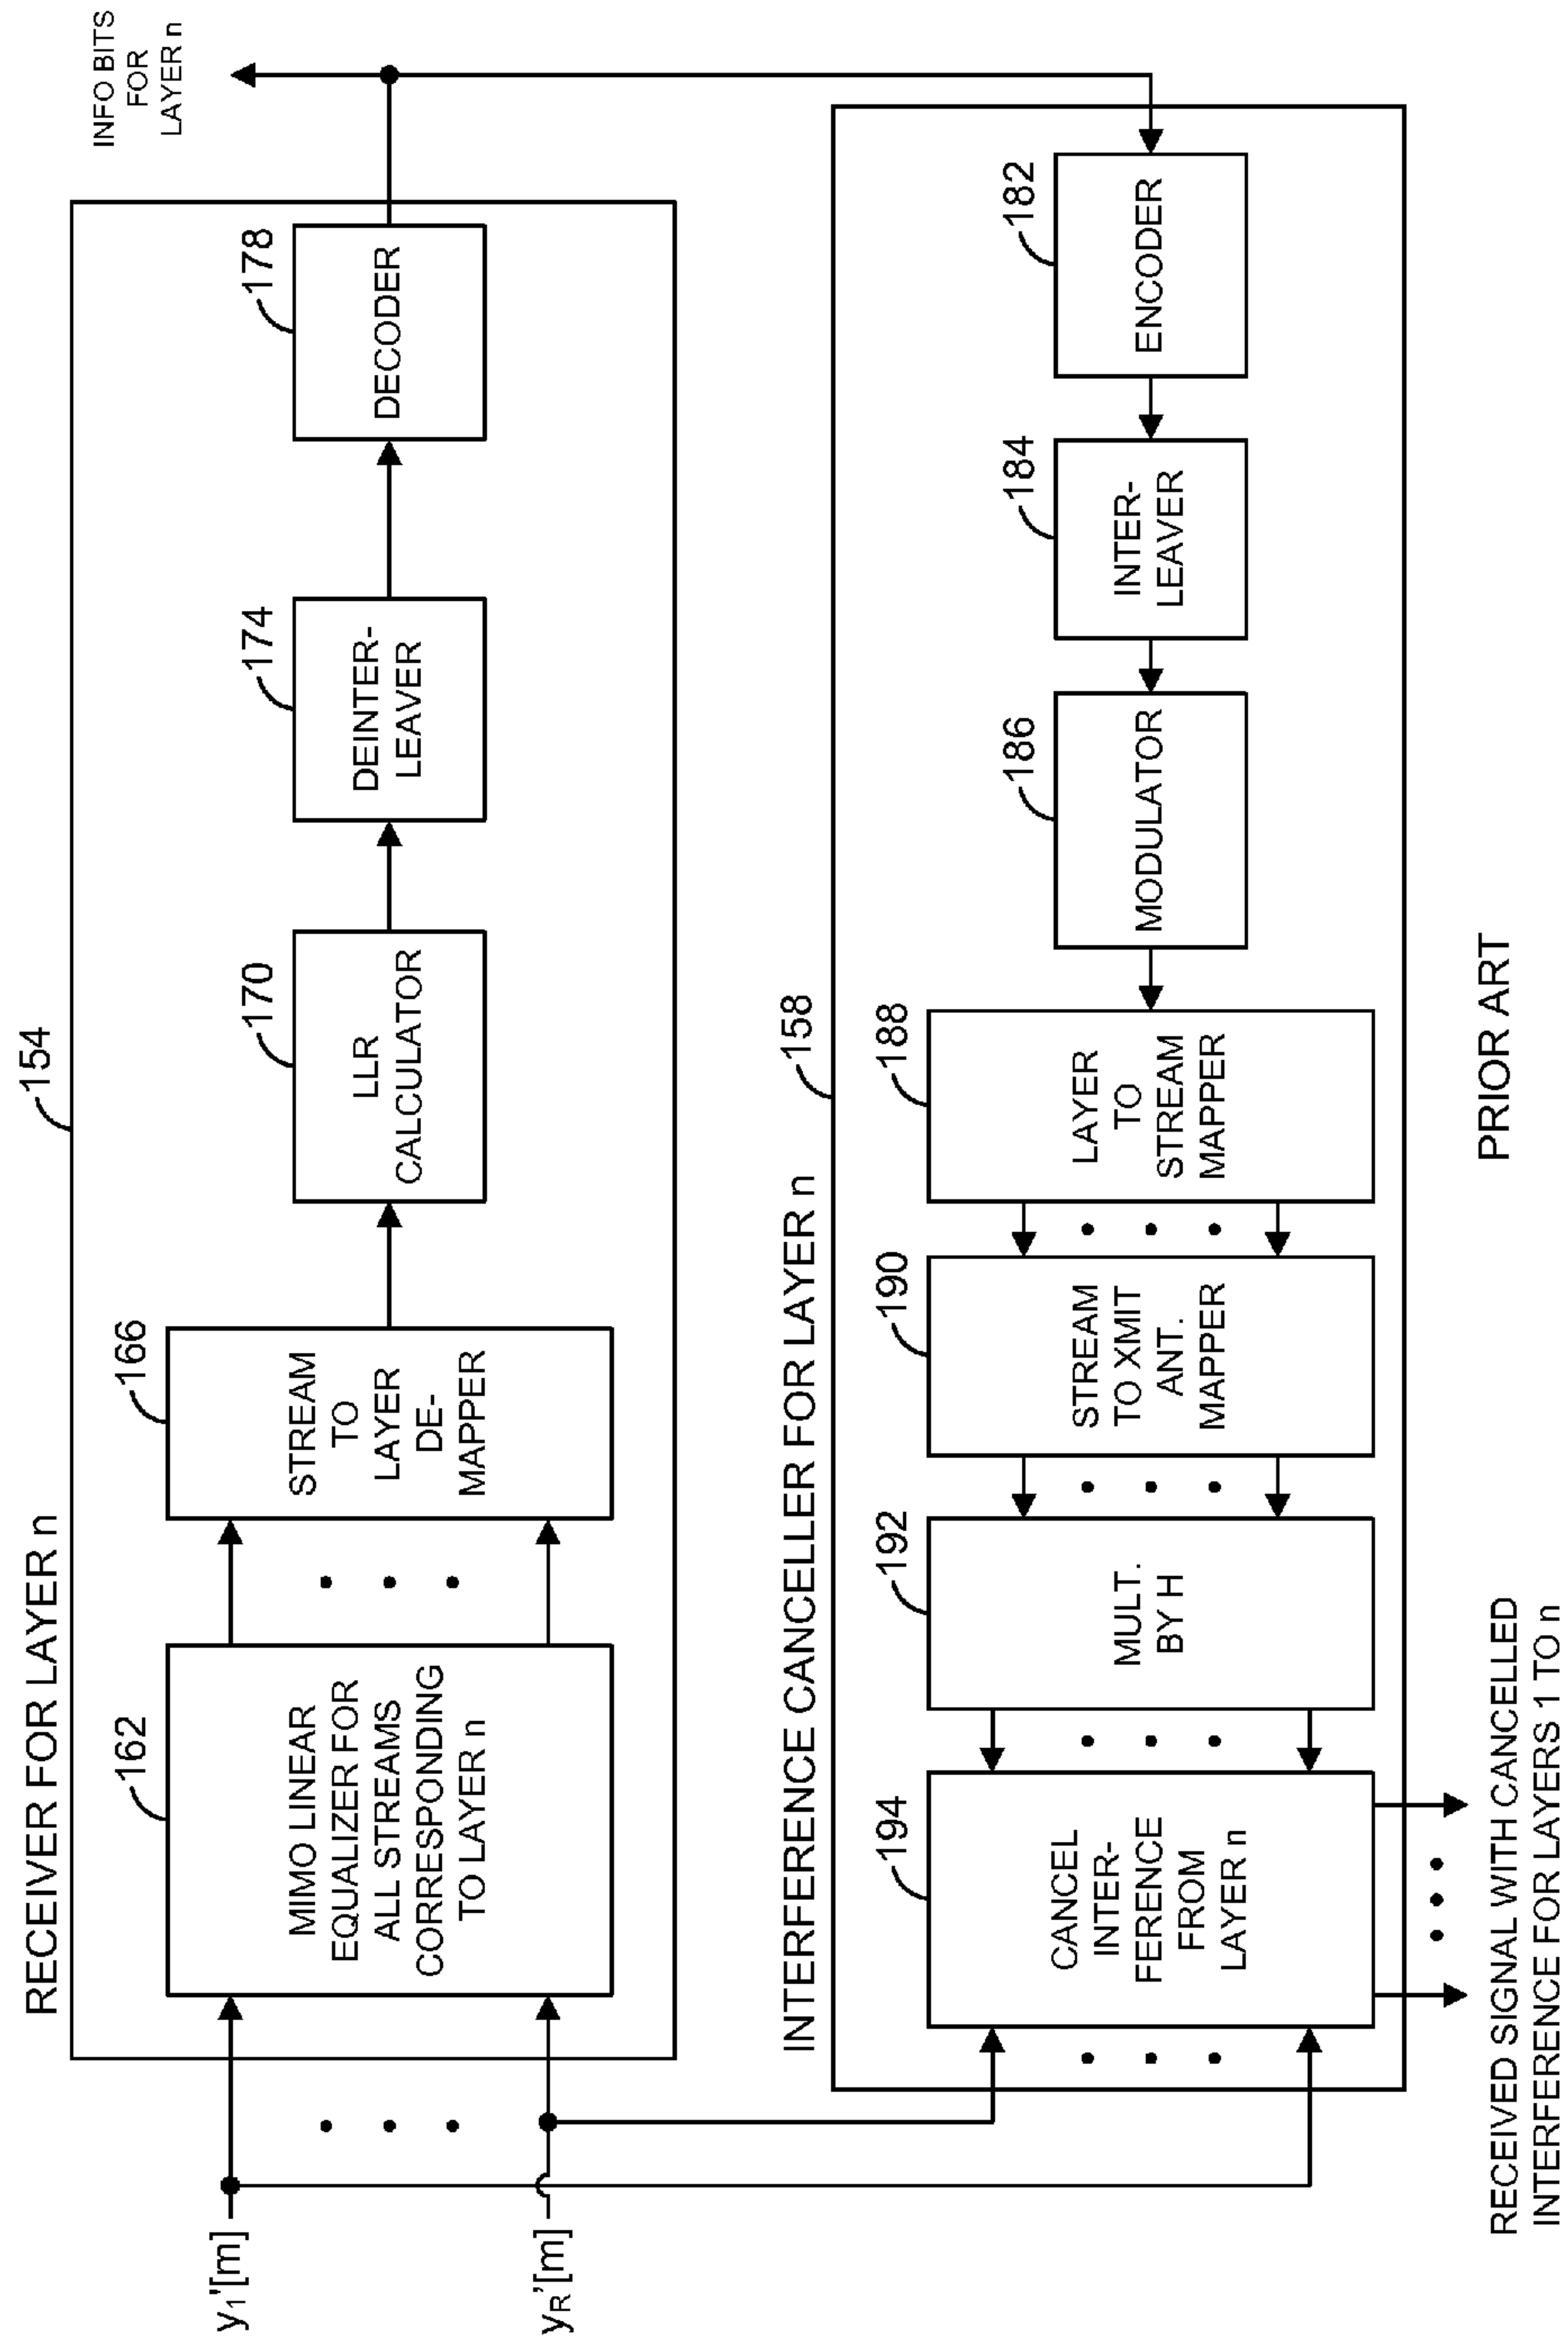 RECEIVER FOR LAYER n
154
y1'[m]
yR'[m]
162
MIMO LINEAR
EQUALIZER FOR
ALL STREAMS
CORRESPONDING
TO LAYER n
166
STREAM
TO
LAYER
DE-
MAPPER
170
LLR
CALCULATOR
174
DEINTER-
LEAVER
178
DECODER
INFO BITS
FOR
LAYER n
INTERFERENCE CANCELLER FOR LAYER n
158
194
CANCEL
INTER-
FERENCE
FROM
LAYER n
192
MULT.
BY H
190
STREAM
TO XMIT
ANT.
MAPPER
188
LAYER
TO
STREAM
MAPPER
186
MODULATOR
184
INTER-
LEAVER
182
ENCODER
RECEIVED SIGNAL WITH CANCELLED
INTERFERENCE FOR LAYERS 1 TO n
PRIOR ART